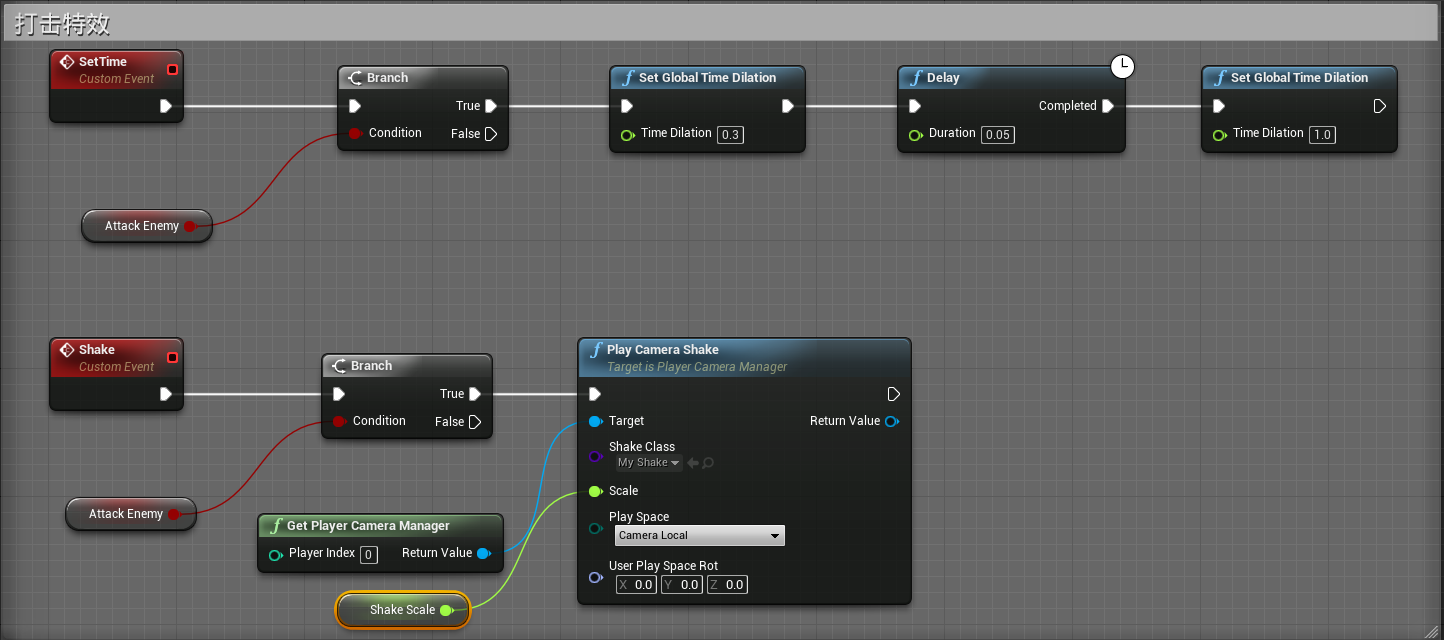 打击特效
SetTime
Custom Event
Branch
True
Condition
False
Attack Enemy
Set Global Time Dilation
Time Dilation 0.3
Delay
Completed
Duration 0.05
Set Global Time Dilation
Time Dilation 1.0
Shake
Custom Event
Branch
True
Condition
False
Attack Enemy
Get Player Camera Manager
Player Index 0
Return Value
Shake Scale
Play Camera Shake
Target is Player Camera Manager
Target
Return Value
Shake Class
My Shake
Scale
Play Space
Camera Local
User Play Space Rot
X 0.0 Y 0.0 Z 0.0